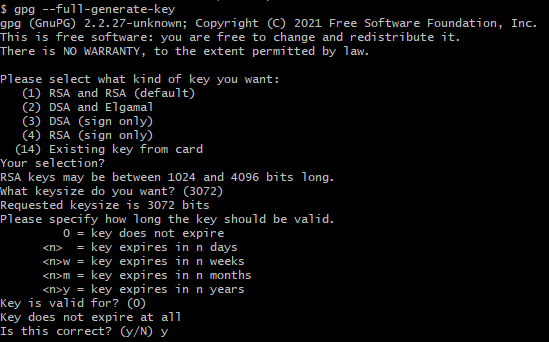 $ gpg --full-generate-key
gpg (GnuPG) 2.2.27-unknown; Copyright (C) 2021 Free Software Foundation, Inc.
This is free software: you are free to change and redistribute it.
There is NO WARRANTY, to the extent permitted by law.

Please select what kind of key you want:
   (1) RSA and RSA (default)
   (2) DSA and Elgamal
   (3) DSA (sign only)
   (4) RSA (sign only)
  (14) Existing key from card
Your selection?
RSA keys may be between 1024 and 4096 bits long.
What keysize do you want? (3072)
Requested keysize is 3072 bits
Please specify how long the key should be valid.
         0 = key does not expire
      <n>  = key expires in n days
      <n>w = key expires in n weeks
      <n>m = key expires in n months
      <n>y = key expires in n years
Key is valid for? (0)
Key does not expire at all
Is this correct? (y/N) y